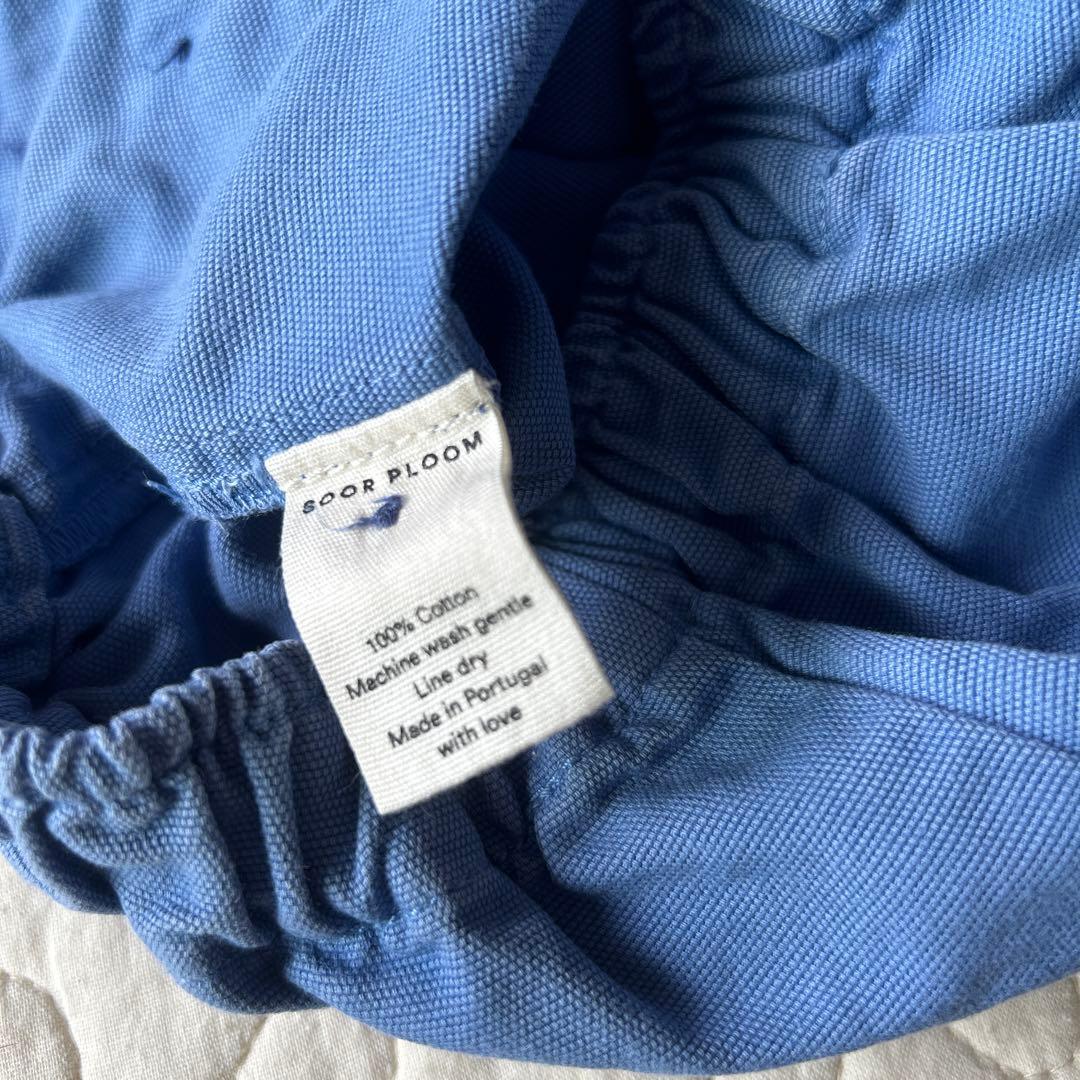 SOOR PLOOM
100% Cotton
Machine wash gentle
Line dry
Made in Portugal
with love